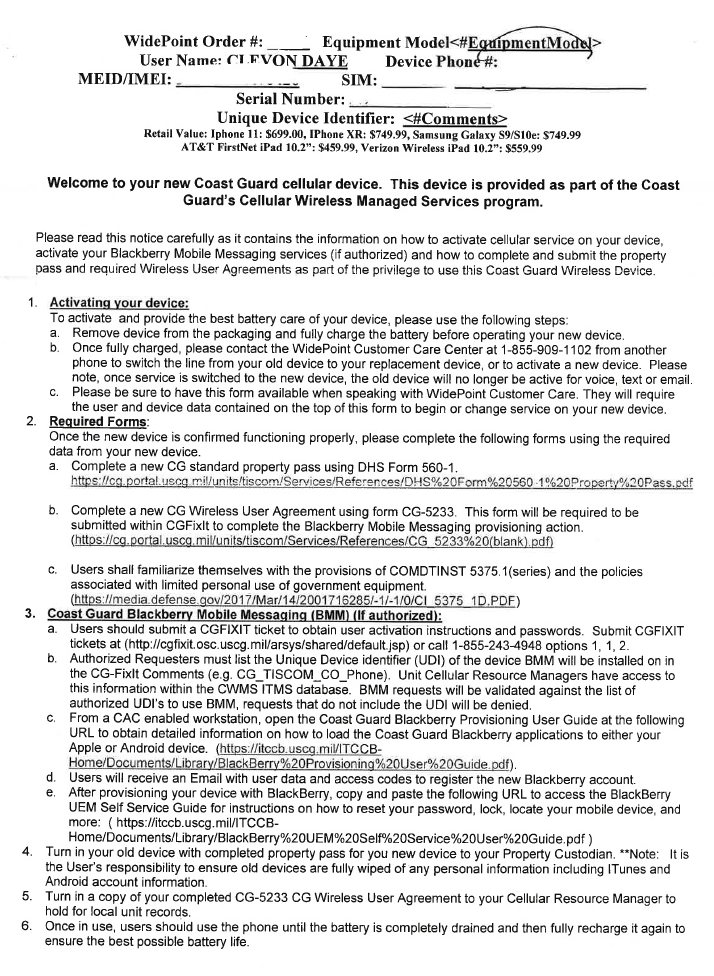 WidePoint Order #: ______ Equipment Model<#EquipmentModel>
User Name: CLEVON DAYE Device Phone#:
MEID/IMEI: SIM:
Serial Number:
Unique Device Identifier: <#Comments>
Retail Value: Iphone 11: $699.00, IPhone XR: $749.99, Samsung Galaxy S9/S10e: $749.99
AT&T FirstNet iPad 10.2”: $459.99, Verizon Wireless iPad 10.2”: $559.99
Welcome to your new Coast Guard cellular device. This device is provided as part of the Coast
Guard’s Cellular Wireless Managed Services program.
Please read this notice carefully as it contains the information on how to activate cellular service on your device,
activate your Blackberry Mobile Messaging services (if authorized) and how to complete and submit the property
pass and required Wireless User Agreements as part of the privilege to use this Coast Guard Wireless Device.
1. Activating your device:
To activate and provide the best battery care of your device, please use the following steps:
a. Remove device from the packaging and fully charge the battery before operating your new device.
b. Once fully charged, please contact the WidePoint Customer Care Center at 1-855-909-1102 from another
phone to switch the line from your old device to your replacement device, or to activate a new device. Please
note, once service is switched to the new device, the old device will no longer be active for voice, text or email.
c. Please be sure to have this form available when speaking with WidePoint Customer Care. They will require
the user and device data contained on the top of this form to begin or change service on your new device.
2. Required Forms:
Once the new device is confirmed functioning properly, please complete the following forms using the required
data from your new device.
a. Complete a new CG standard property pass using DHS Form 560-1.
https://cg.portal.uscg.mil/units/tiscom/Services/References/DHS%20Form%20560-1%20Property%20Pass.pdf
b. Complete a new CG Wireless User Agreement using form CG-5233. This form will be required to be
submitted within CGFixIt to complete the Blackberry Mobile Messaging provisioning action.
(https://cg.portal.uscg.mil/units/tiscom/Services/References/CG_5233%20(blank).pdf)
c. Users shall familiarize themselves with the provisions of COMDTINST 5375.1(series) and the policies
associated with limited personal use of government equipment.
(https://media.defense.gov/2017/Mar/14/2001716285/-1/-1/0/CI_5375_1D.PDF)
3. Coast Guard Blackberry Mobile Messaging (BMM) (If authorized):
a. Users should submit a CGFIXIT ticket to obtain user activation instructions and passwords. Submit CGFIXIT
tickets at (http://cgfixit.osc.uscg.mil/arsys/shared/default.jsp) or call 1-855-243-4948 options 1, 1, 2.
b. Authorized Requesters must list the Unique Device identifier (UDI) of the device BMM will be installed on in
the CG-FixIt Comments (e.g. CG_TISCOM_CO_Phone). Unit Cellular Resource Managers have access to
this information within the CWMS ITMS database. BMM requests will be validated against the list of
authorized UDI’s to use BMM, requests that do not include the UDI will be denied.
c. From a CAC enabled workstation, open the Coast Guard Blackberry Provisioning User Guide at the following
URL to obtain detailed information on how to load the Coast Guard Blackberry applications to either your
Apple or Android device. (https://itccb.uscg.mil/ITCCB-
Home/Documents/Library/BlackBerry%20Provisioning%20User%20Guide.pdf).
d. Users will receive an Email with user data and access codes to register the new Blackberry account.
e. After provisioning your device with BlackBerry, copy and paste the following URL to access the BlackBerry
UEM Self Service Guide for instructions on how to reset your password, lock, locate your mobile device, and
more: ( https://itccb.uscg.mil/ITCCB-
Home/Documents/Library/BlackBerry%20UEM%20Self%20Service%20User%20Guide.pdf )
4. Turn in your old device with completed property pass for you new device to your Property Custodian. **Note: It is
the User’s responsibility to ensure old devices are fully wiped of any personal information including ITunes and
Android account information.
5. Turn in a copy of your completed CG-5233 CG Wireless User Agreement to your Cellular Resource Manager to
hold for local unit records.
6. Once in use, users should use the phone until the battery is completely drained and then fully recharge it again to
ensure the best possible battery life.